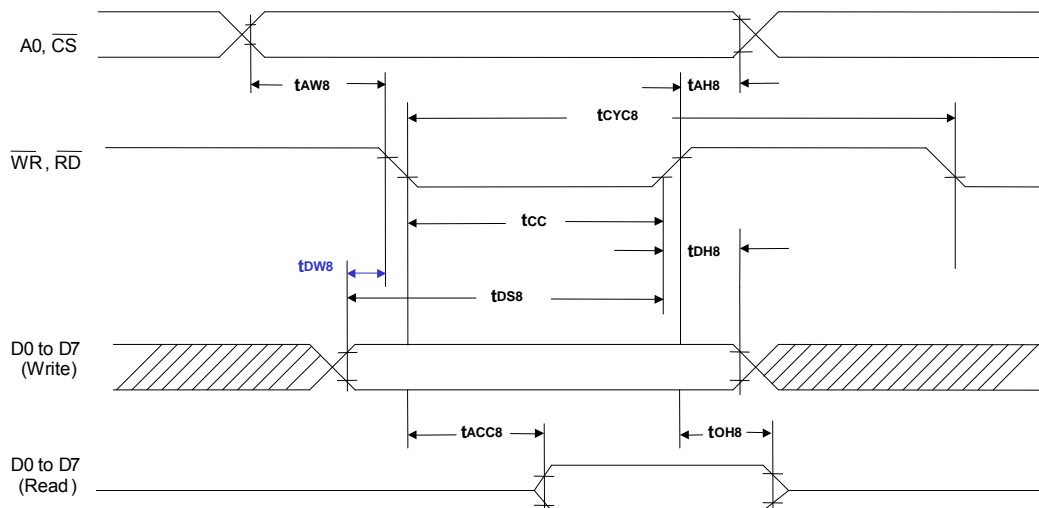 A0, CS
tAW8
tAH8
tCYC8
WR, RD
tCC
tDW8
tDH8
tDS8
D0 to D7
(Write)
tACC8
tOH8
D0 to D7
(Read)